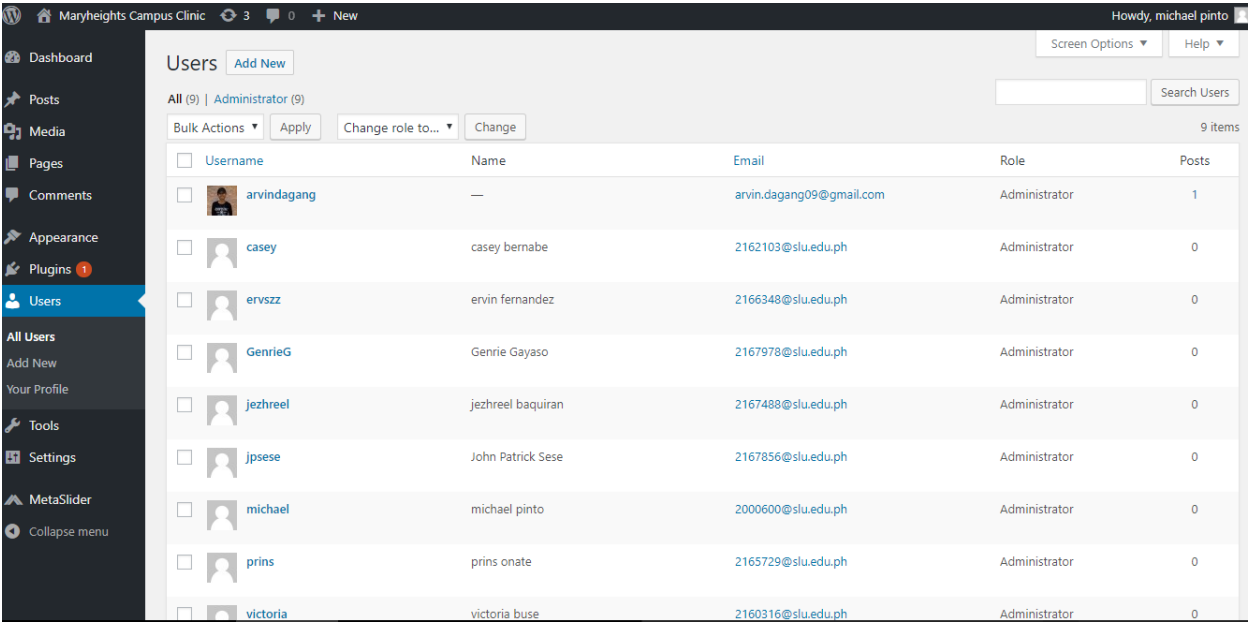 Maryheights Campus Clinic 3 0 + New Howdy, michael pinto
Screen Options ▼ Help ▼
Dashboard
Posts
Media
Pages
Comments
Appearance
Plugins 1
Users
All Users
Add New
Your Profile
Tools
Settings
MetaSlider
Collapse menu
Users Add New
All (9) | Administrator (9)
Search Users
Bulk Actions ▼ Apply Change role to... ▼ Change 9 items
Username Name Email Role Posts
arvindagang — arvin.dagang09@gmail.com Administrator 1
casey casey bernabe 2162103@slu.edu.ph Administrator 0
ervszz ervin fernandez 2166348@slu.edu.ph Administrator 0
GenrieG Genrie Gayaso 2167978@slu.edu.ph Administrator 0
jezhreel jezhreel baquiran 2167488@slu.edu.ph Administrator 0
jpsese John Patrick Sese 2167856@slu.edu.ph Administrator 0
michael michael pinto 2000600@slu.edu.ph Administrator 0
prins prins onate 2165729@slu.edu.ph Administrator 0
victoria victoria buse 2160316@slu.edu.ph Administrator 0